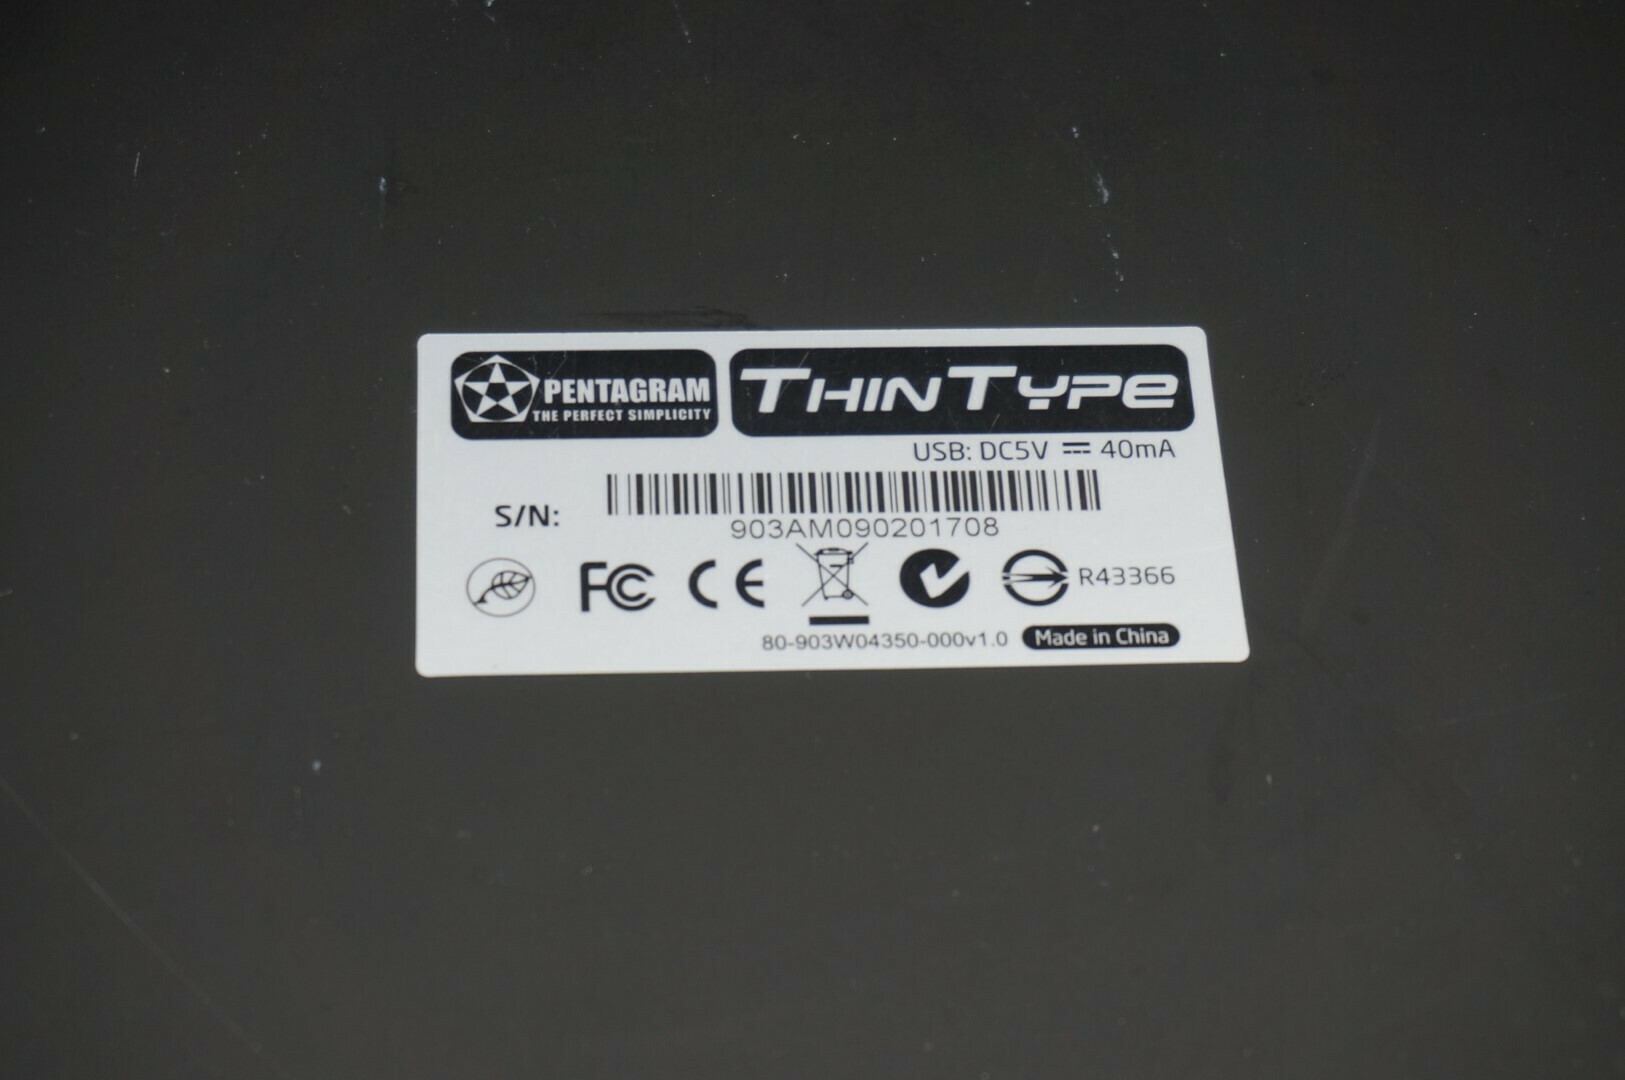 PENTAGRAM
THE PERFECT SIMPLICITY
THINTYPE
USB: DC5V ⎓ 40mA
S/N:
903AM090201708
FC CE
R43366
80-903W04350-000v1.0
Made in China